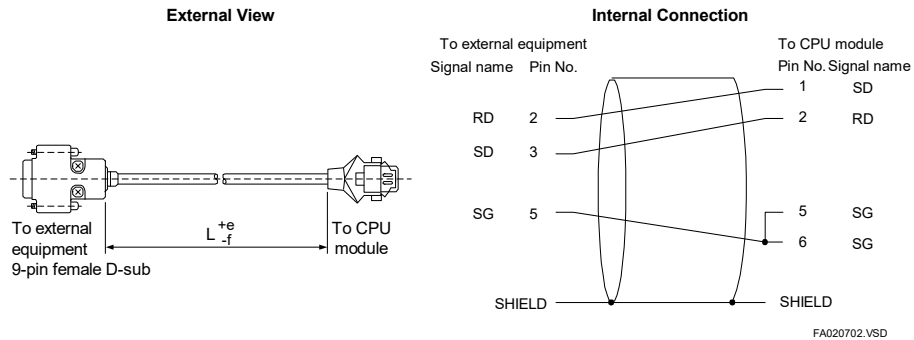 External View
To external
equipment
9-pin female D-sub
L +e -f
To CPU
module
Internal Connection
To external equipment
Signal name Pin No.
To CPU module
Pin No. Signal name
1 SD
RD 2
2 RD
SD 3
SG 5
5 SG
6 SG
SHIELD
SHIELD
FA020702.VSD